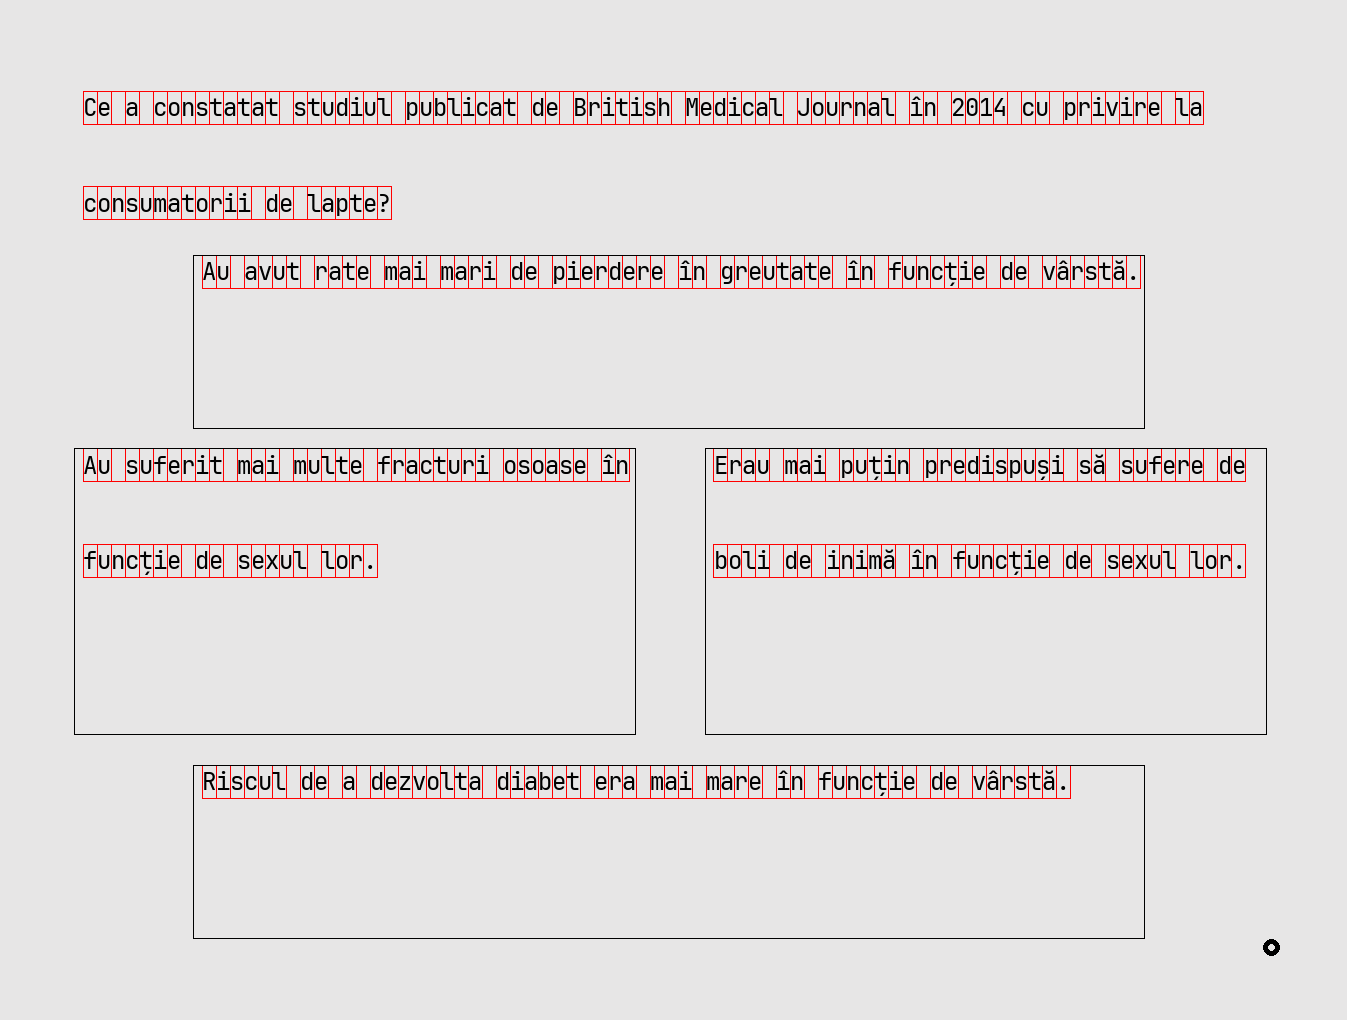 Ce a constatat studiul publicat de British Medical Journal în 2014 cu privire la
consumatorii de lapte?
Au avut rate mai mari de pierdere în greutate în funcție de vârstă.
Au suferit mai multe fracturi osoase în
funcție de sexul lor.
Erau mai puțin predispuși să sufere de
boli de inimă în funcție de sexul lor.
Riscul de a dezvolta diabet era mai mare în funcție de vârstă.